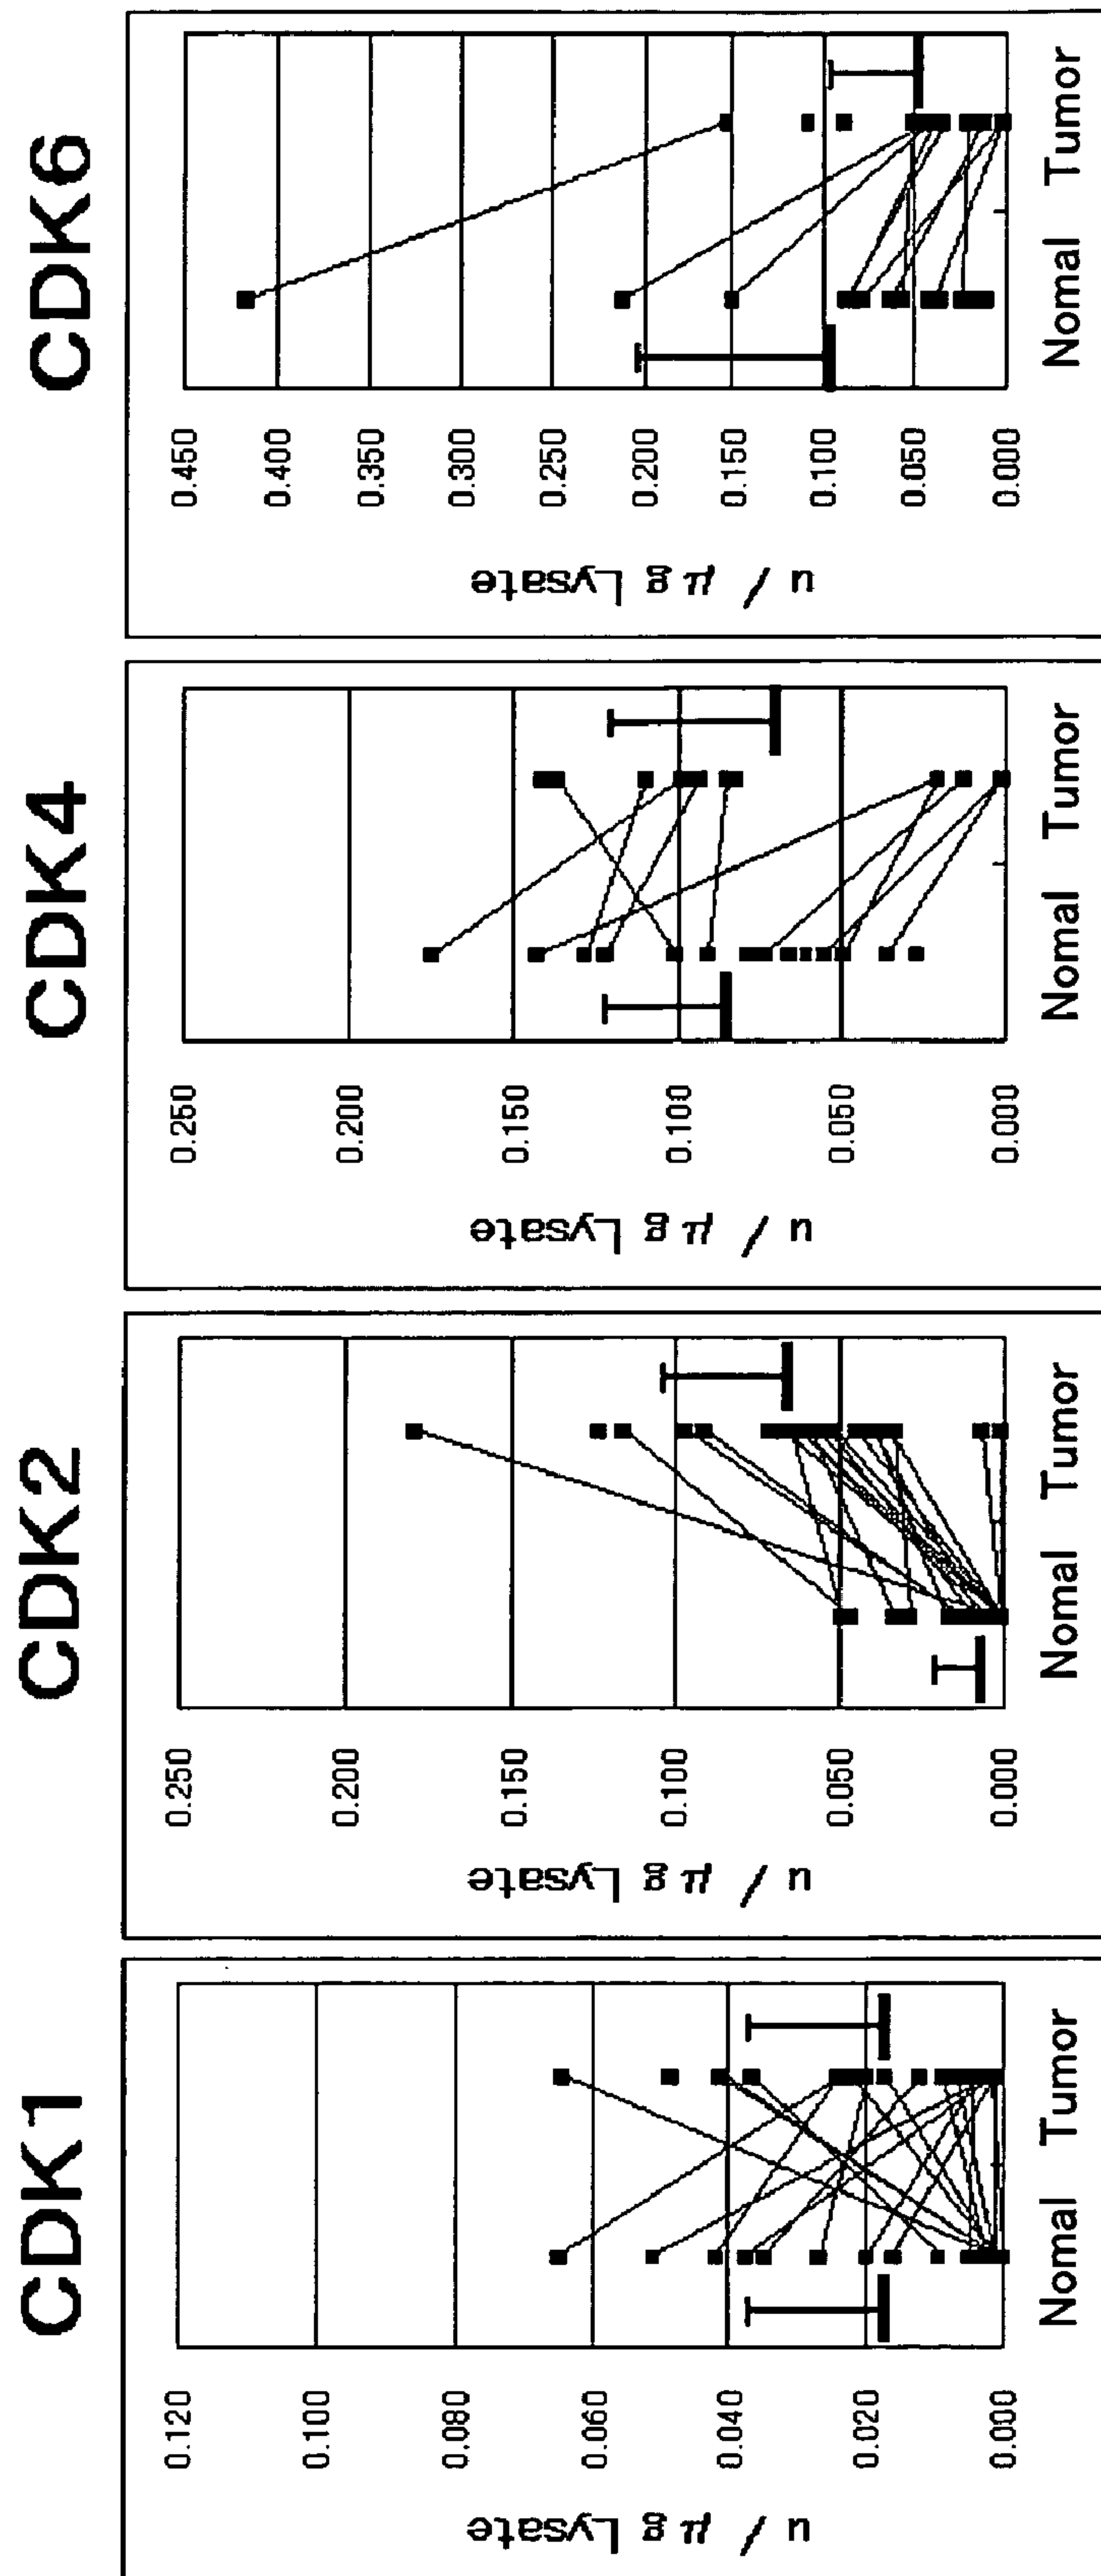 CDK1
u / μg Lysate
0.120
0.100
0.080
0.060
0.040
0.020
0.000
Nomal Tumor
CDK2
u / μg Lysate
0.250
0.200
0.150
0.100
0.050
0.000
Nomal Tumor
CDK4
u / μg Lysate
0.250
0.200
0.150
0.100
0.050
0.000
Nomal Tumor
CDK6
u / μg Lysate
0.450
0.400
0.350
0.300
0.250
0.200
0.150
0.100
0.050
0.000
Nomal Tumor